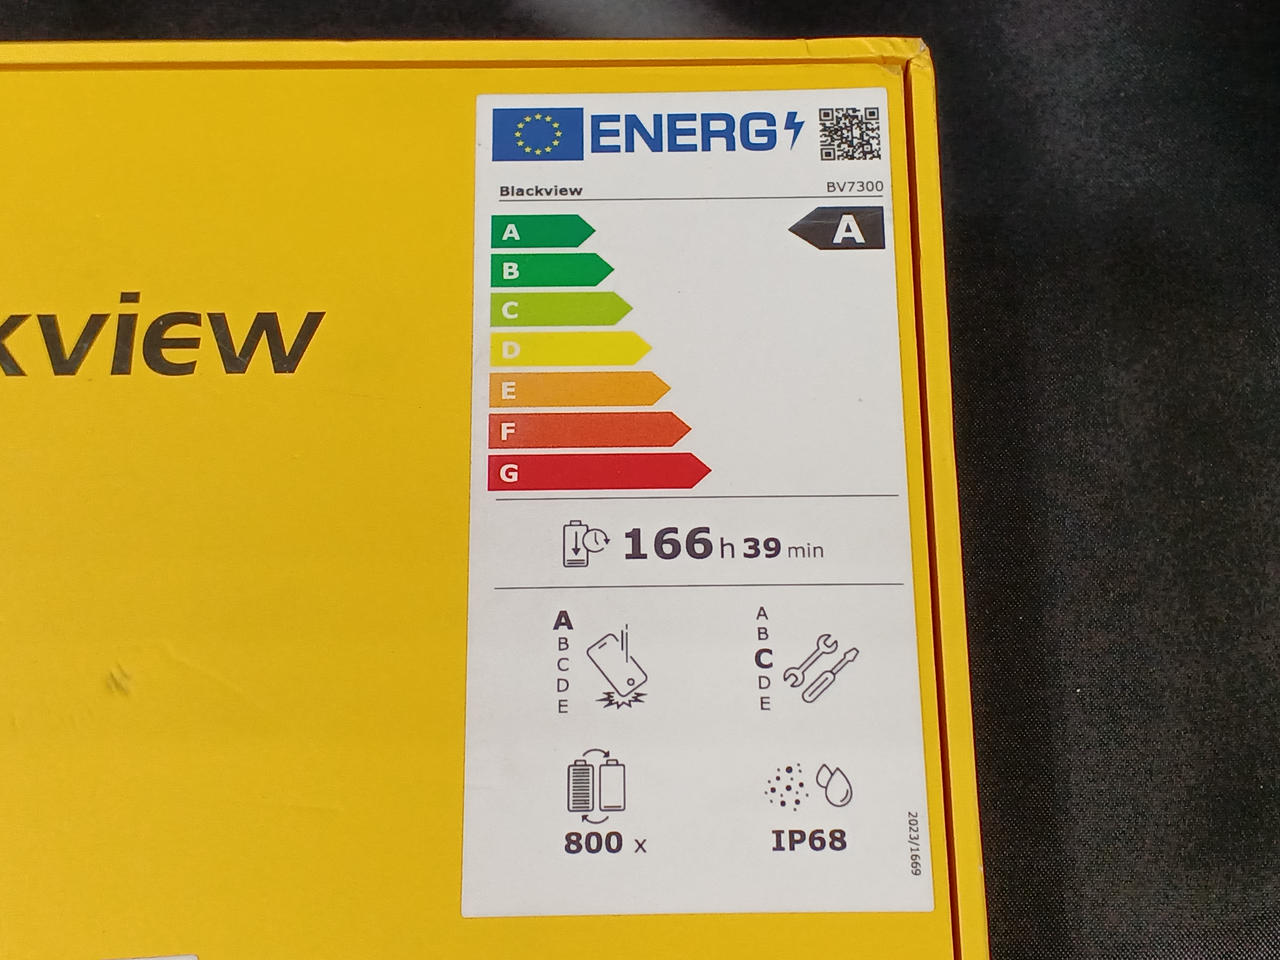 ENERG
Blackview BV7300
A A
B
C
D
E
F
G
kview
166 h 39 min
A
B
C
D
E
A
B
C
D
E
800 x
IP68
2023/1669